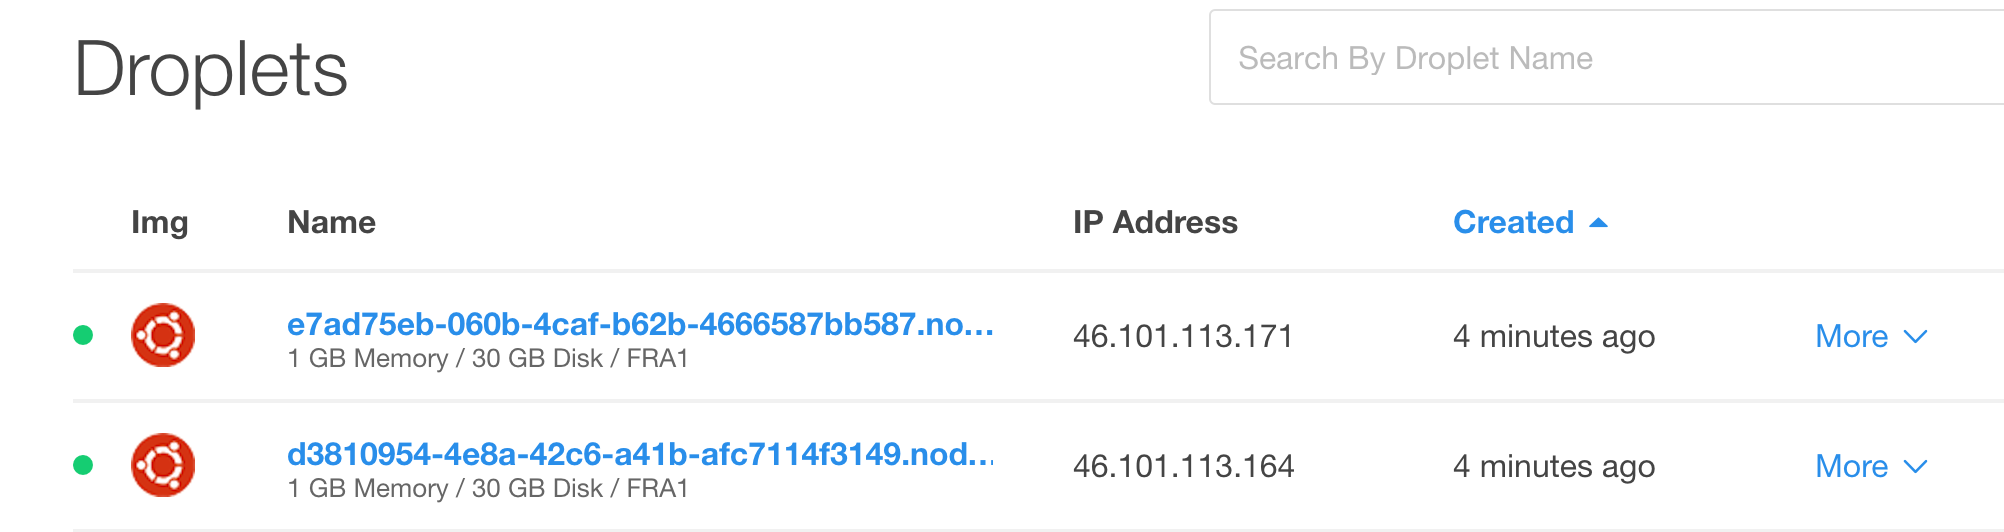 Droplets
Search By Droplet Name
Img Name IP Address Created
e7ad75eb-060b-4caf-b62b-4666587bb587.no... 46.101.113.171 4 minutes ago More
1 GB Memory / 30 GB Disk / FRA1
d3810954-4e8a-42c6-a41b-afc7114f3149.nod... 46.101.113.164 4 minutes ago More
1 GB Memory / 30 GB Disk / FRA1